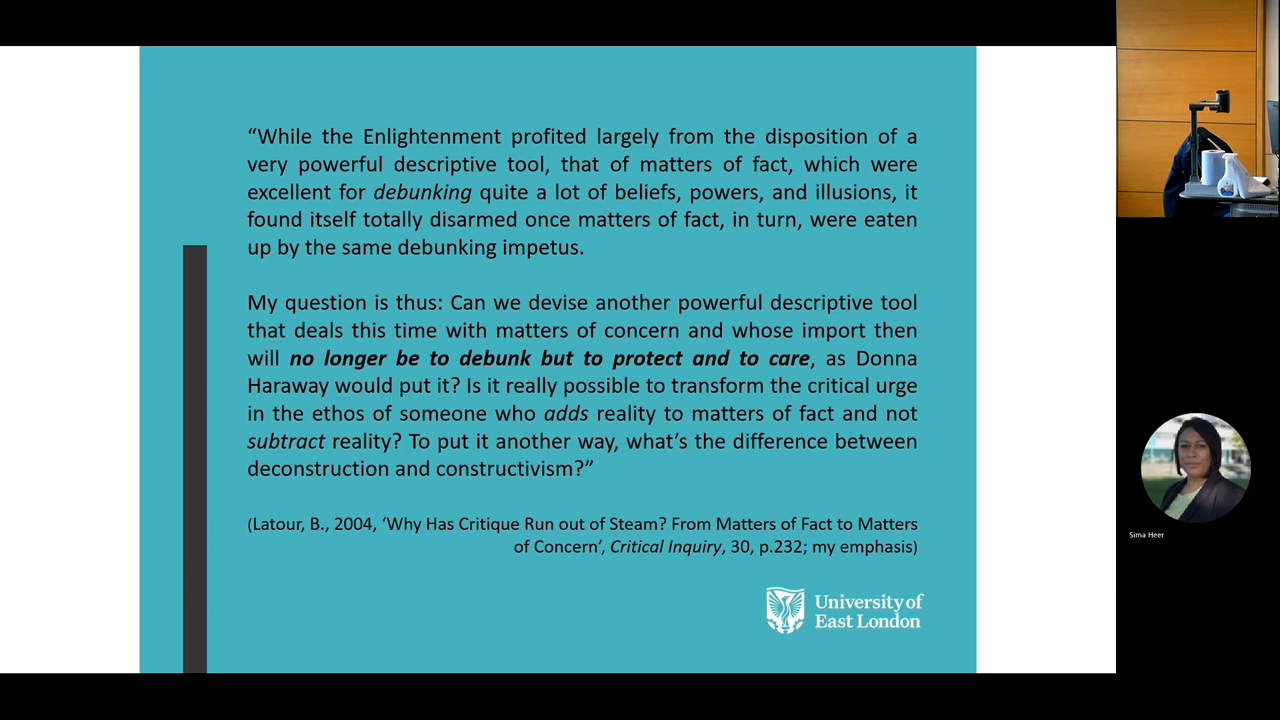 “While the Enlightenment profited largely from the disposition of a
very powerful descriptive tool, that of matters of fact, which were
excellent for debunking quite a lot of beliefs, powers, and illusions, it
found itself totally disarmed once matters of fact, in turn, were eaten
up by the same debunking impetus.
My question is thus: Can we devise another powerful descriptive tool
that deals this time with matters of concern and whose import then
will no longer be to debunk but to protect and to care, as Donna
Haraway would put it? Is it really possible to transform the critical urge
in the ethos of someone who adds reality to matters of fact and not
subtract reality? To put it another way, what’s the difference between
deconstruction and constructivism?”
(Latour, B., 2004, ‘Why Has Critique Run out of Steam? From Matters of Fact to Matters
of Concern’, Critical Inquiry, 30, p.232; my emphasis)
University of
East London
Sima Heer